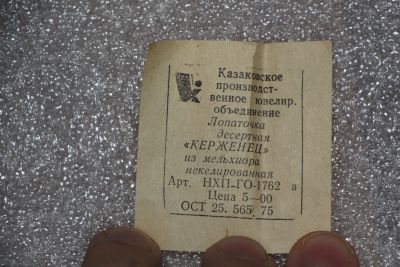 Казаковское
производст-
венное ювелир.
объединение
Лопаточка
десертная
«КЕРЖЕНЕЦ»
из мельхиора
некелированная
Арт. НХП-ГО-1762 а
Цена 5—00
ОСТ 25. 565 75